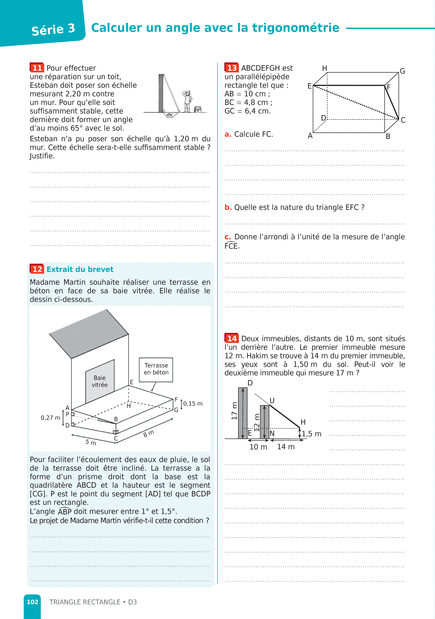 Série 3
Calculer un angle avec la trigonométrie
11 Pour effectuer
une réparation sur un toit,
Esteban doit poser son échelle
mesurant 2,20 m contre
un mur. Pour qu'elle soit
suffisamment stable, cette
dernière doit former un angle
d'au moins 65° avec le sol.
Esteban n'a pu poser son échelle qu'à 1,20 m du
mur. Cette échelle sera-t-elle suffisamment stable ?
Justifie.
12 Extrait du brevet
Madame Martin souhaite réaliser une terrasse en
béton en face de sa baie vitrée. Elle réalise le
dessin ci-dessous.
Terrasse
en béton
Baie
vitrée
E
A
P
D
H
F
G
B
C
0,15 m
0,27 m
5 m
8 m
Pour faciliter l'écoulement des eaux de pluie, le sol
de la terrasse doit être incliné. La terrasse a la
forme d'un prisme droit dont la base est le
quadrilatère ABCD et la hauteur est le segment
[CG]. P est le point du segment [AD] tel que BCDP
est un rectangle.
L'angle ABP doit mesurer entre 1° et 1,5°.
Le projet de Madame Martin vérifie-t-il cette condition ?
13 ABCDEFGH est
un parallélépipède
rectangle tel que :
AB = 10 cm ;
BC = 4,8 cm ;
GC = 6,4 cm.
H
G
E
F
D
C
A
B
a. Calcule FC.
b. Quelle est la nature du triangle EFC ?
c. Donne l'arrondi à l'unité de la mesure de l'angle
FCE.
14 Deux immeubles, distants de 10 m, sont situés
l'un derrière l'autre. Le premier immeuble mesure
12 m. Hakim se trouve à 14 m du premier immeuble,
ses yeux sont à 1,50 m du sol. Peut-il voir le
deuxième immeuble qui mesure 17 m ?
D
U
17 m
12 m
H
E
N
1,5 m
10 m
14 m
102
TRIANGLE RECTANGLE • D3